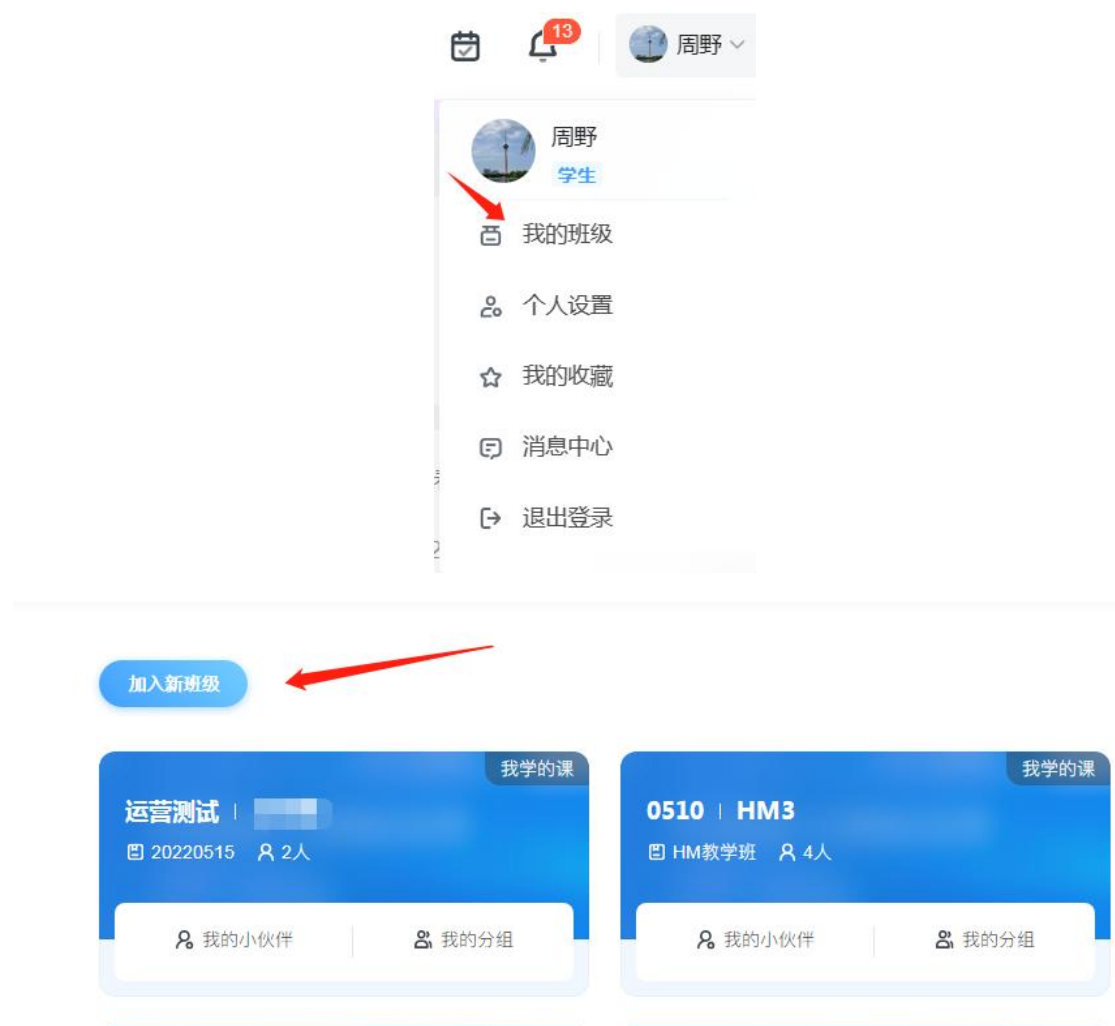 13
周野
周野
学生
我的班级
个人设置
我的收藏
消息中心
退出登录
加入新班级
我学的课
运营测试
20220515 2人
我的小伙伴 我的分组
我学的课
0510 HM3
HM教学班 4人
我的小伙伴 我的分组